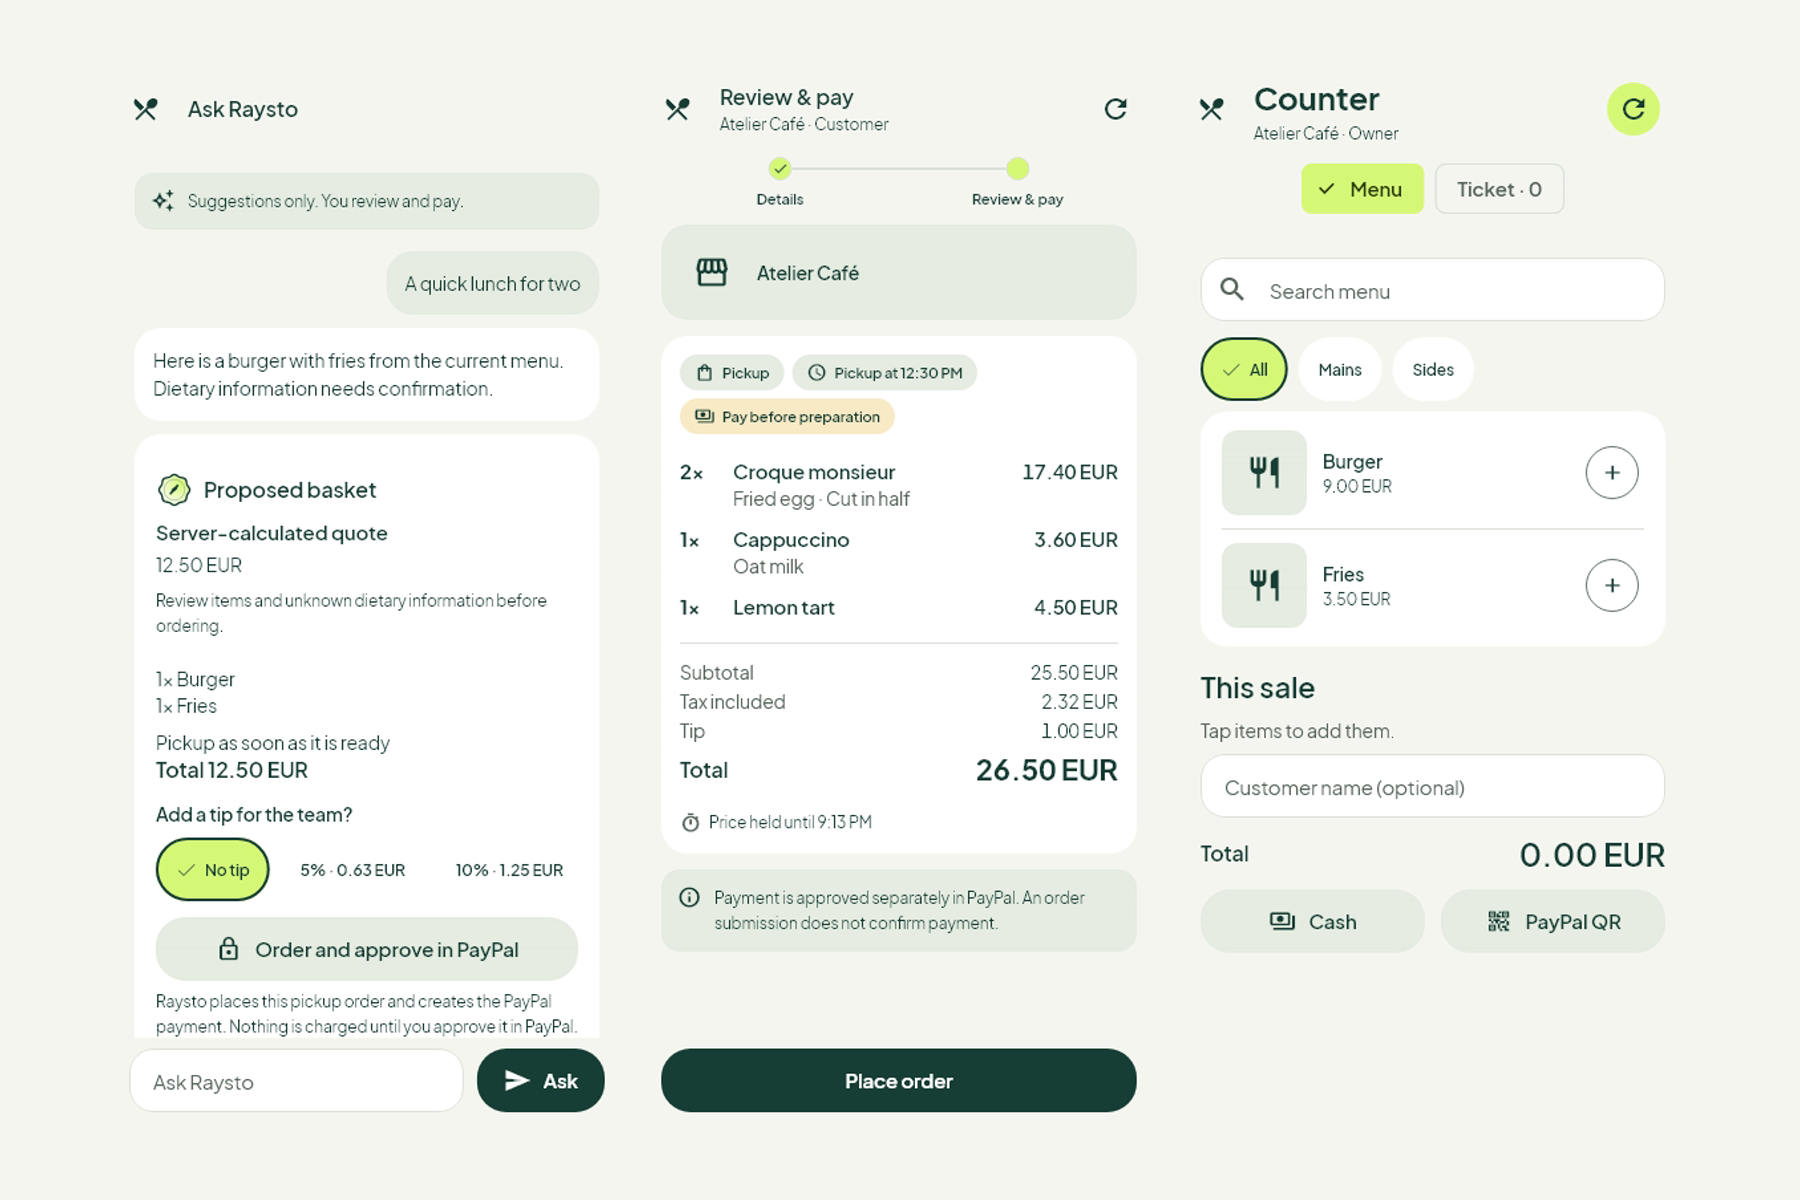 Ask Raysto
Suggestions only. You review and pay.
A quick lunch for two
Here is a burger with fries from the current menu.
Dietary information needs confirmation.
Proposed basket
Server-calculated quote
12.50 EUR
Review items and unknown dietary information before
ordering.
1× Burger
1× Fries
Pickup as soon as it is ready
Total 12.50 EUR
Add a tip for the team?
No tip
5% · 0.63 EUR
10% · 1.25 EUR
Order and approve in PayPal
Raysto places this pickup order and creates the PayPal
payment. Nothing is charged until you approve it in PayPal.
Ask Raysto
Ask
Review & pay
Atelier Café · Customer
Details
Review & pay
Atelier Café
Pickup
Pickup at 12:30 PM
Pay before preparation
2× Croque monsieur 17.40 EUR
Fried egg · Cut in half
1× Cappuccino 3.60 EUR
Oat milk
1× Lemon tart 4.50 EUR
Subtotal 25.50 EUR
Tax included 2.32 EUR
Tip 1.00 EUR
Total 26.50 EUR
Price held until 9:13 PM
Payment is approved separately in PayPal. An order
submission does not confirm payment.
Place order
Counter
Atelier Café · Owner
Menu
Ticket · 0
Search menu
All
Mains
Sides
Burger
9.00 EUR
Fries
3.50 EUR
This sale
Tap items to add them.
Customer name (optional)
Total 0.00 EUR
Cash
PayPal QR